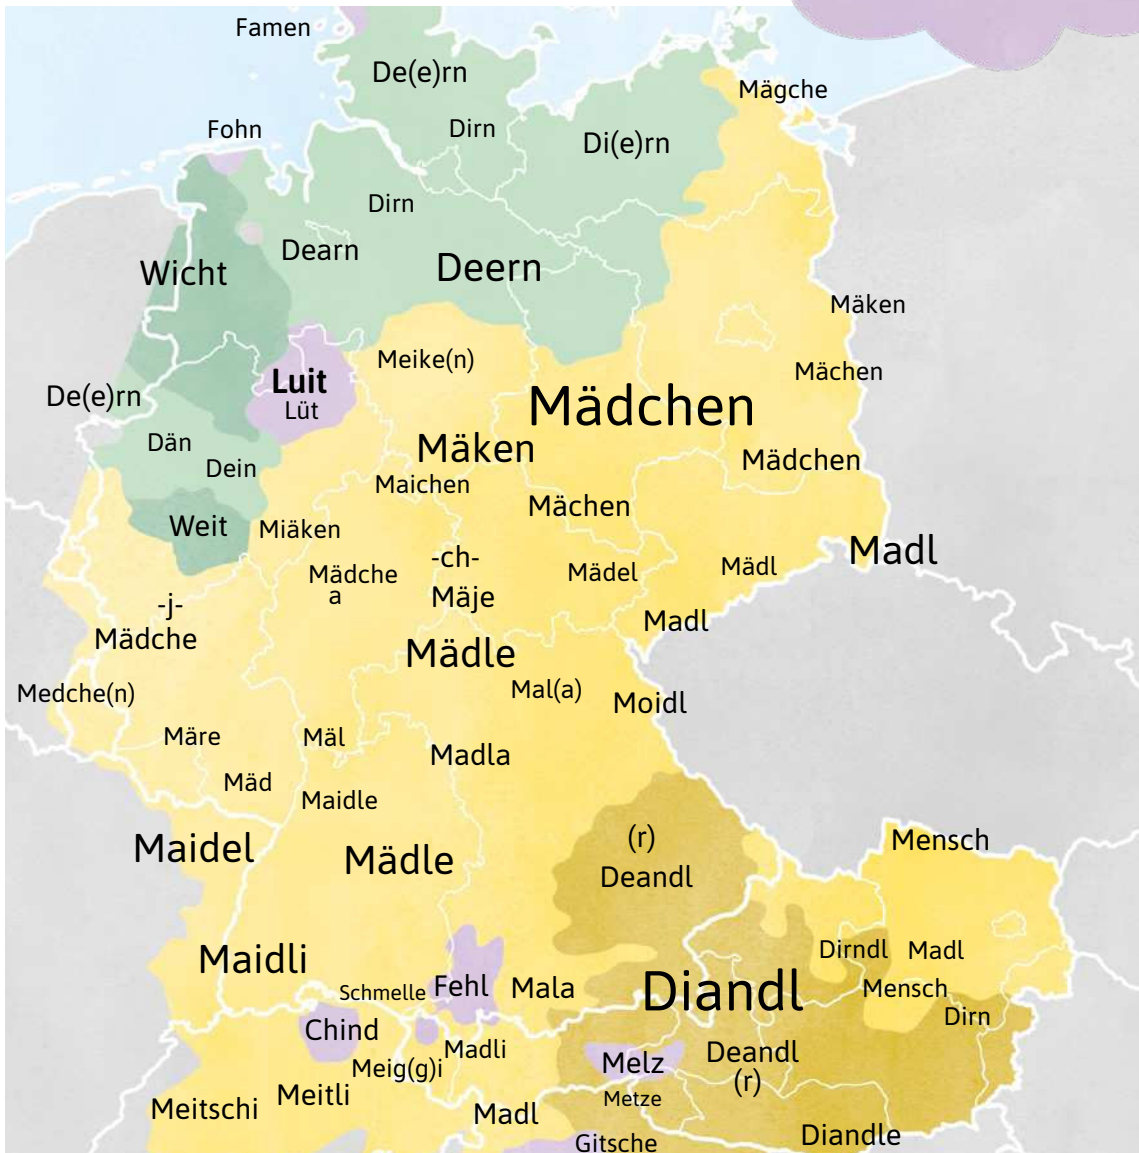 Famen
De(e)rn
Mägche
Fohn
Dirn
Di(e)rn
Dirn
Dearn
Wicht
Deern
Mäken
Meike(n)
Mächen
Luit
De(e)rn
Lüt
Mädchen
Dän
Mäken
Dein
Mädchen
Maichen
Mächen
Weit
Miäken
Madl
-ch-
Mädche
a
Mädel
Mädl
Mäje
-j-
Mädche
Madl
Mädle
Medche(n)
Mal(a)
Moidl
Märe
Mäl
Madla
Mäd
Maidle
Maidel
Mädle
(r)
Deandl
Mensch
Maidli
Dirndl
Madl
Schmelle
Fehl
Mala
Diandl
Mensch
Dirn
Chind
Madli
Meig(g)i
Melz
Deandl
(r)
Meitschi
Meitli
Madl
Metze
Gitsche
Diandle